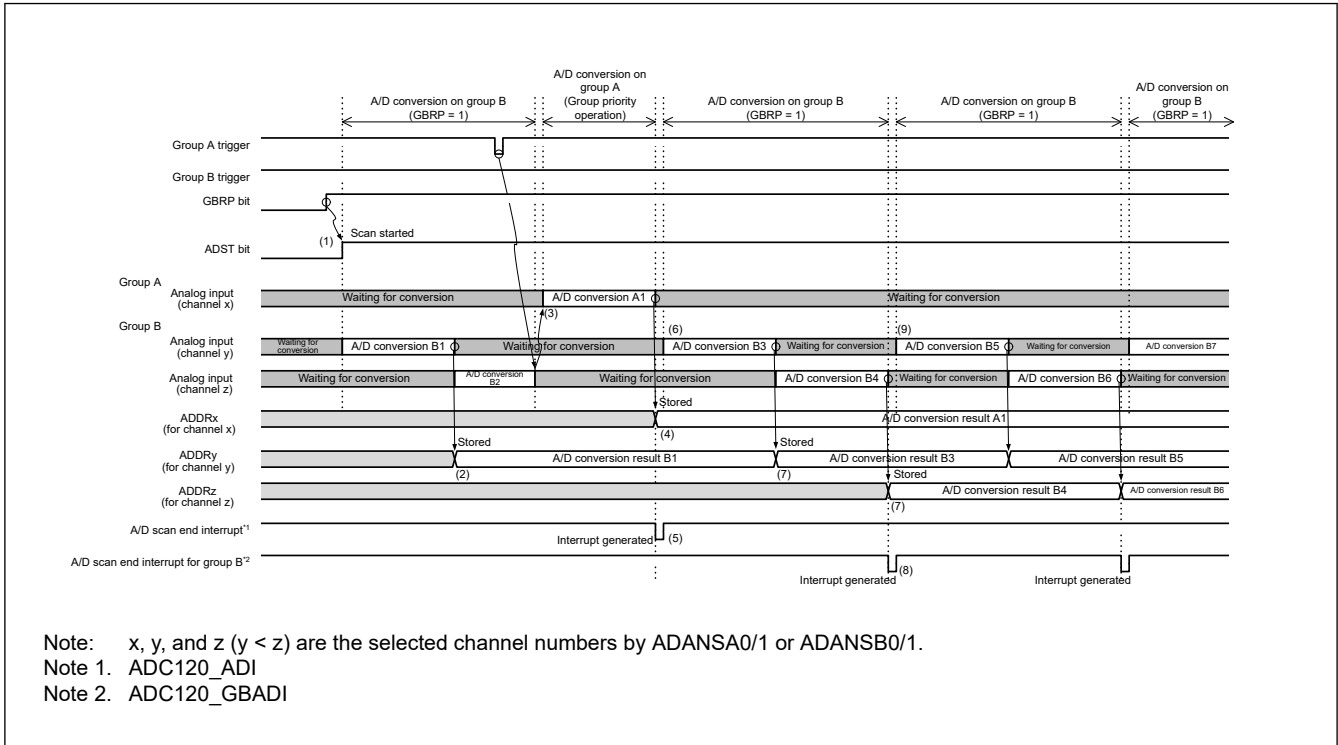 A/D conversion on group B
(GBRP = 1)
A/D conversion on
group A
(Group priority
operation)
A/D conversion on group B
(GBRP = 1)
A/D conversion on group B
(GBRP = 1)
A/D conversion on
group B
(GBRP = 1)
Group A trigger
Group B trigger
GBRP bit
(1)
Scan started
ADST bit
Group A
Analog input
(channel x)
Waiting for conversion
A/D conversion A1
Waiting for conversion
(3)
Group B
(6)
(9)
Analog input
(channel y)
Waiting for
conversion
A/D conversion B1
Waiting for conversion
A/D conversion B3
Waiting for conversion
A/D conversion B5
Waiting for conversion
A/D conversion B7
Analog input
(channel z)
Waiting for conversion
A/D conversion
B2
Waiting for conversion
A/D conversion B4
Waiting for conversion
A/D conversion B6
Waiting for conversion
Stored
ADDRx
(for channel x)
A/D conversion result A1
(4)
Stored
Stored
ADDRy
(for channel y)
A/D conversion result B1
A/D conversion result B3
A/D conversion result B5
(2)
(7)
Stored
ADDRz
(for channel z)
A/D conversion result B4
A/D conversion result B6
(7)
A/D scan end interrupt*1
Interrupt generated
(5)
A/D scan end interrupt for group B*2
(8)
Interrupt generated
Interrupt generated
Note: x, y, and z (y < z) are the selected channel numbers by ADANSA0/1 or ADANSB0/1.
Note 1. ADC120_ADI
Note 2. ADC120_GBADI